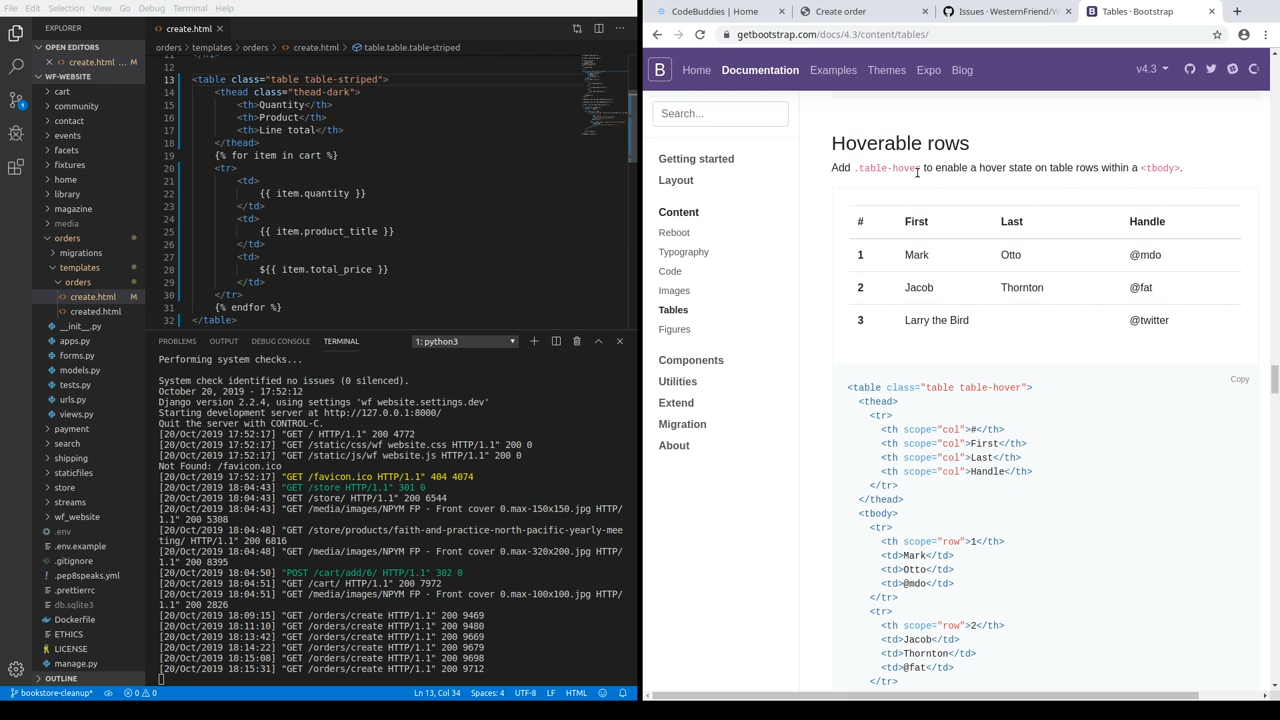 File Edit Selection View Go Debug Terminal Help
EXPLORER
OPEN EDITORS
create.html ... M
WF-WEBSITE
cart
community
contact
events
facets
fixtures
home
library
magazine
media
orders
migrations
templates
orders
create.html M
created.html
__init__.py
apps.py
forms.py
models.py
tests.py
urls.py
views.py
payment
search
shipping
staticfiles
store
streams
wf_website
.env
.env.example
.gitignore
.pep8speaks.yml
.prettierrc
db.sqlite3
Dockerfile
ETHICS
LICENSE
manage.py
OUTLINE
create.html
orders > templates > orders > create.html > table.table.table-striped
12
13 <table class="table table-striped">
14 <thead class="thead-dark">
15 <th>Quantity</th>
16 <th>Product</th>
17 <th>Line total</th>
18 </thead>
19 {% for item in cart %}
20 <tr>
21 <td>
22 {{ item.quantity }}
23 </td>
24 <td>
25 {{ item.product_title }}
26 </td>
27 <td>
28 ${{ item.total_price }}
29 </td>
30 </tr>
31 {% endfor %}
32 </table>
PROBLEMS OUTPUT DEBUG CONSOLE TERMINAL 1: python3
Performing system checks...
System check identified no issues (0 silenced).
October 20, 2019 - 17:52:12
Django version 2.2.4, using settings 'wf website.settings.dev'
Starting development server at http://127.0.0.1:8000/
Quit the server with CONTROL-C.
[20/Oct/2019 17:52:17] "GET / HTTP/1.1" 200 4772
[20/Oct/2019 17:52:17] "GET /static/css/wf website.css HTTP/1.1" 200 0
[20/Oct/2019 17:52:17] "GET /static/js/wf website.js HTTP/1.1" 200 0
Not Found: /favicon.ico
[20/Oct/2019 17:52:17] "GET /favicon.ico HTTP/1.1" 404 4074
[20/Oct/2019 18:04:43] "GET /store HTTP/1.1" 301 0
[20/Oct/2019 18:04:43] "GET /store/ HTTP/1.1" 200 6544
[20/Oct/2019 18:04:43] "GET /media/images/NPYM FP - Front cover 0.max-150x150.jpg HTTP/
1.1" 200 5308
[20/Oct/2019 18:04:48] "GET /store/products/faith-and-practice-north-pacific-yearly-mee
ting/ HTTP/1.1" 200 6816
[20/Oct/2019 18:04:48] "GET /media/images/NPYM FP - Front cover 0.max-320x200.jpg HTTP/
1.1" 200 8395
[20/Oct/2019 18:04:50] "POST /cart/add/6/ HTTP/1.1" 302 0
[20/Oct/2019 18:04:51] "GET /cart/ HTTP/1.1" 200 7972
[20/Oct/2019 18:04:51] "GET /media/images/NPYM FP - Front cover 0.max-100x100.jpg HTTP/
1.1" 200 2826
[20/Oct/2019 18:09:15] "GET /orders/create HTTP/1.1" 200 9469
[20/Oct/2019 18:11:10] "GET /orders/create HTTP/1.1" 200 9480
[20/Oct/2019 18:13:42] "GET /orders/create HTTP/1.1" 200 9669
[20/Oct/2019 18:14:22] "GET /orders/create HTTP/1.1" 200 9679
[20/Oct/2019 18:15:08] "GET /orders/create HTTP/1.1" 200 9698
[20/Oct/2019 18:15:31] "GET /orders/create HTTP/1.1" 200 9712
bookstore-cleanup* 0 0 Ln 13, Col 34 Spaces: 4 UTF-8 LF HTML
1
CodeBuddies | Home Create order Issues · WesternFriend/W Tables · Bootstrap
getbootstrap.com/docs/4.3/content/tables/
B Home Documentation Examples Themes Expo Blog v4.3
Search...
Getting started
Layout
Content
Reboot
Typography
Code
Images
Tables
Figures
Components
Utilities
Extend
Migration
About
Hoverable rows
Add .table-hover to enable a hover state on table rows within a <tbody>.
# First Last Handle
1 Mark Otto @mdo
2 Jacob Thornton @fat
3 Larry the Bird @twitter
Copy
<table class="table table-hover">
<thead>
<tr>
<th scope="col">#</th>
<th scope="col">First</th>
<th scope="col">Last</th>
<th scope="col">Handle</th>
</tr>
</thead>
<tbody>
<tr>
<th scope="row">1</th>
<td>Mark</td>
<td>Otto</td>
<td>@mdo</td>
</tr>
<tr>
<th scope="row">2</th>
<td>Jacob</td>
<td>Thornton</td>
<td>@fat</td>
</tr>